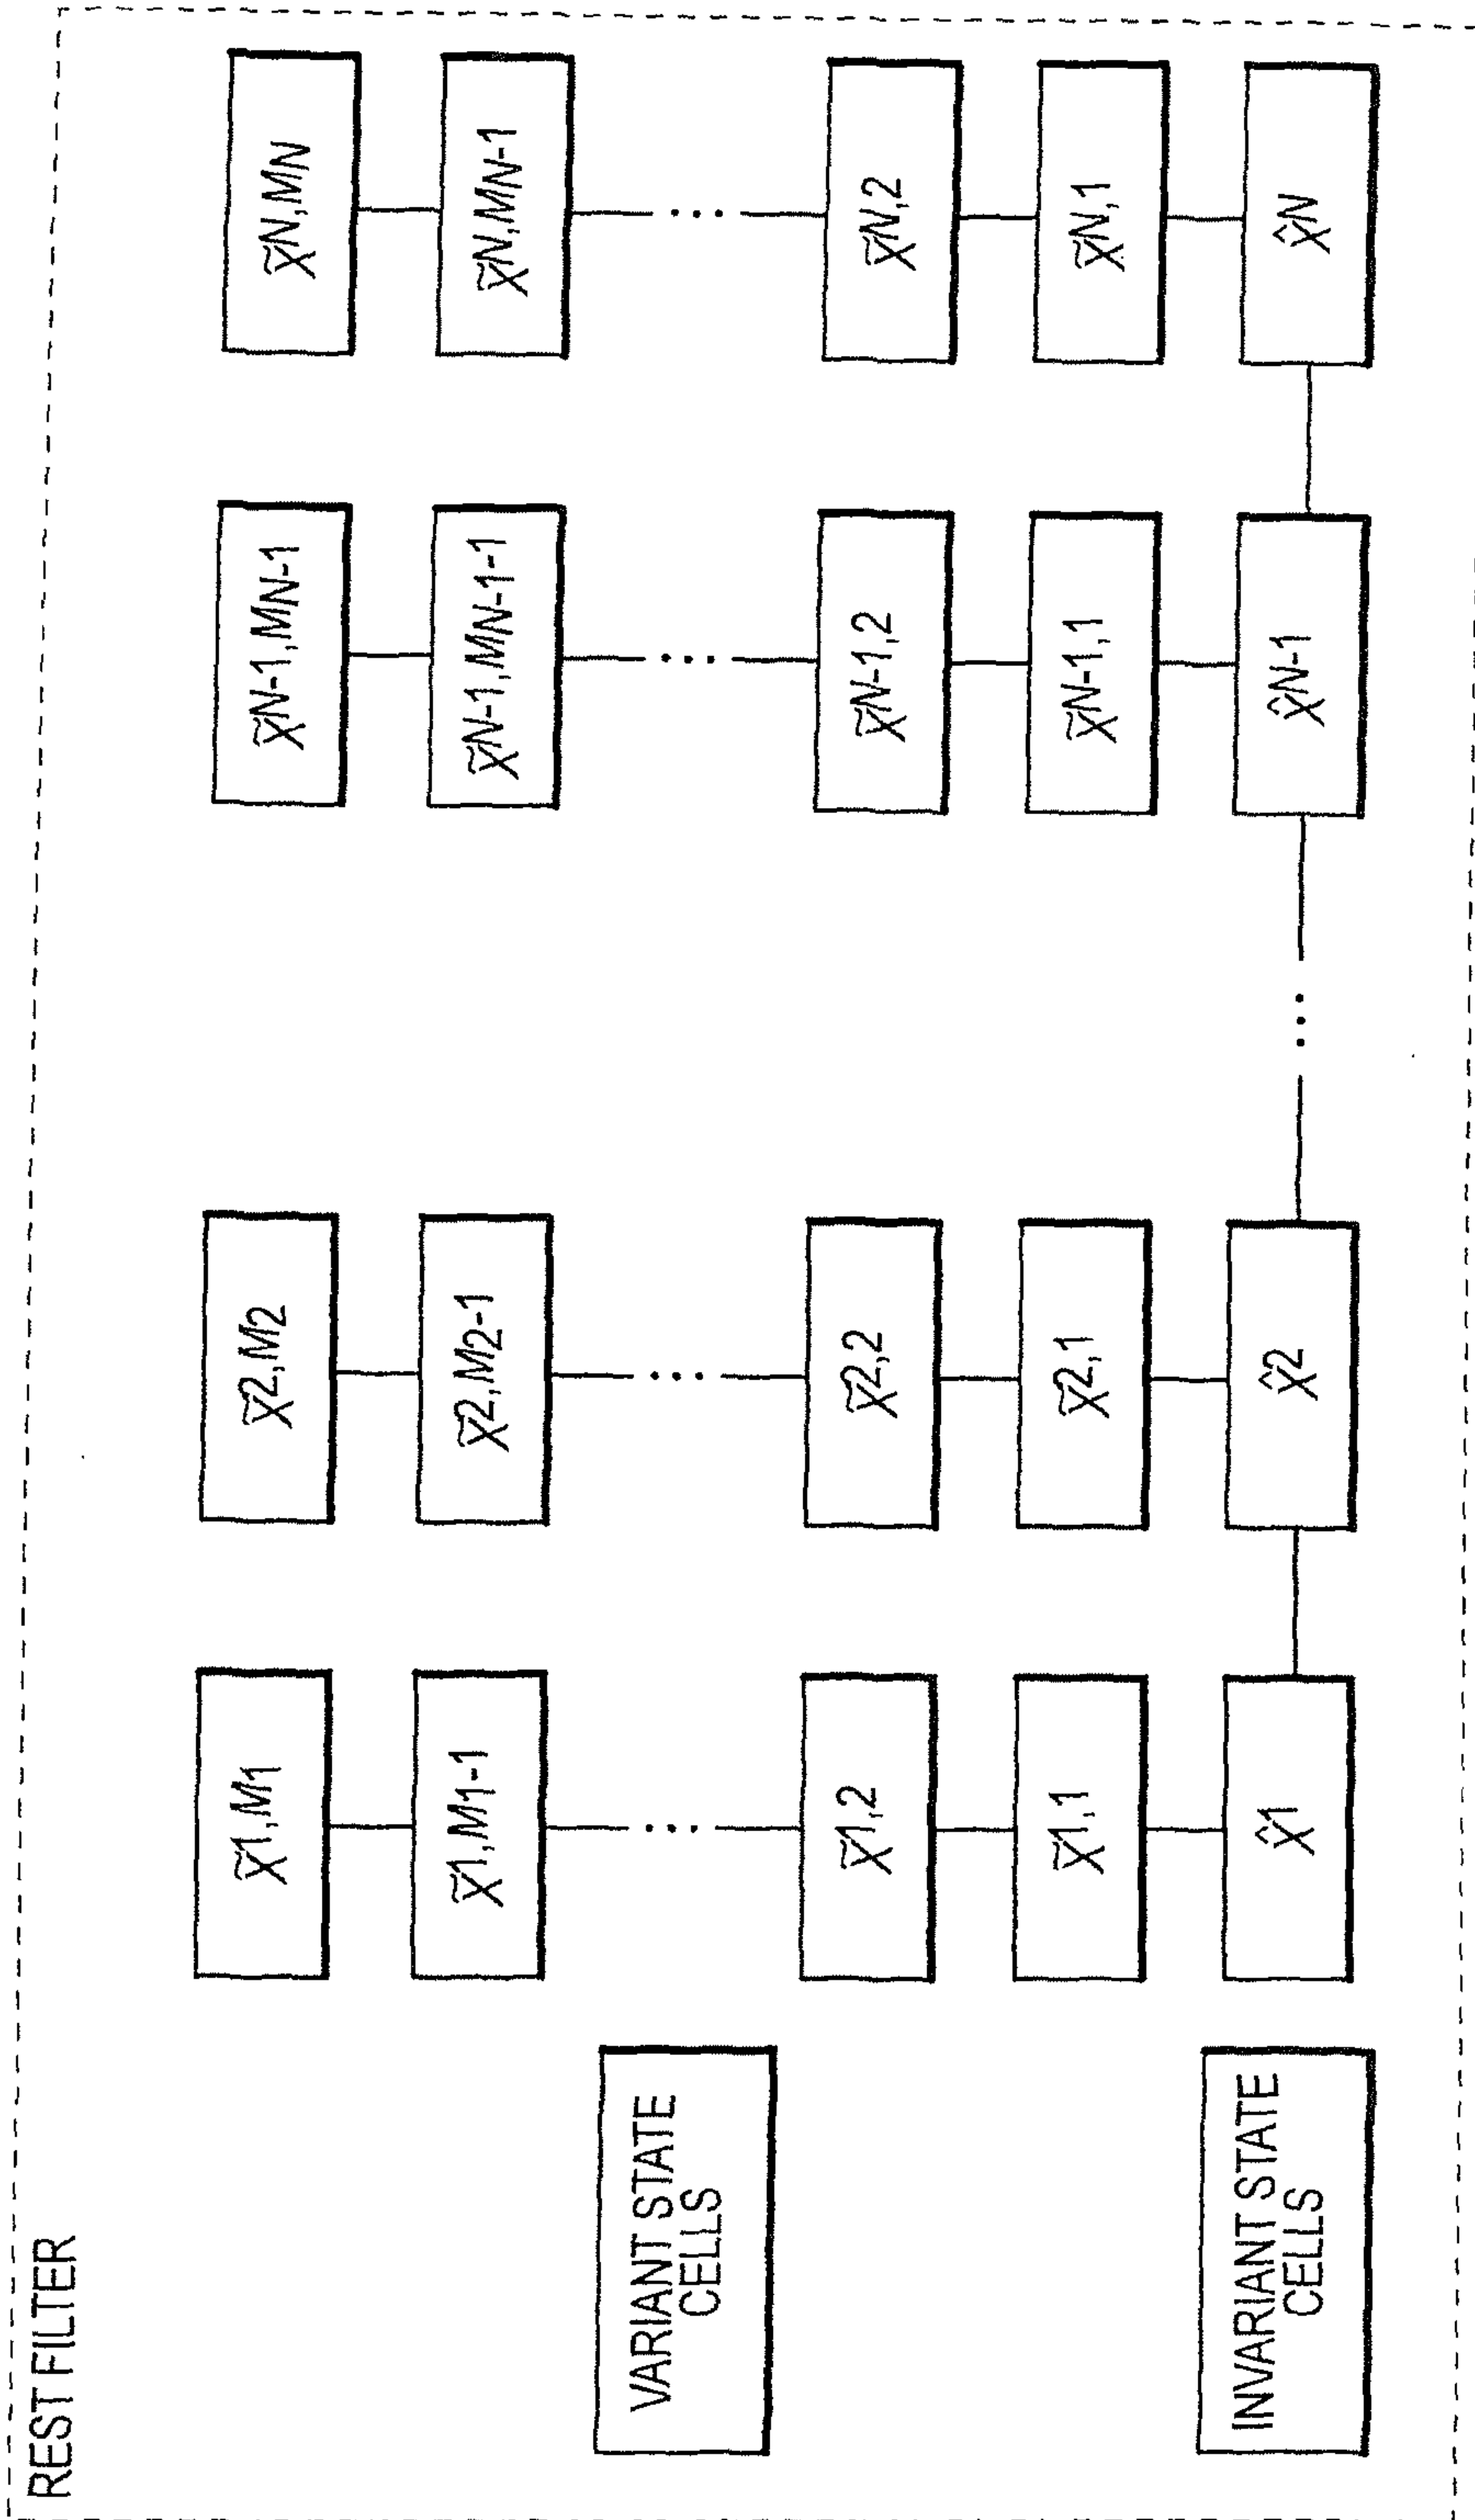 REST FILTER
X̃1,M1
X̃2,M2
X̃N-1,MN-1
X̃N,MN
X̃1,M1-1
X̃2,M2-1
X̃N-1,MN-1-1
X̃N,MN-1
VARIANT STATE
CELLS
...
...
...
...
X̃1,2
X̃2,2
X̃N-1,2
X̃N,2
X̃1,1
X̃2,1
X̃N-1,1
X̃N,1
INVARIANT STATE
CELLS
X̂1
X̂2
...
X̂N-1
X̂N